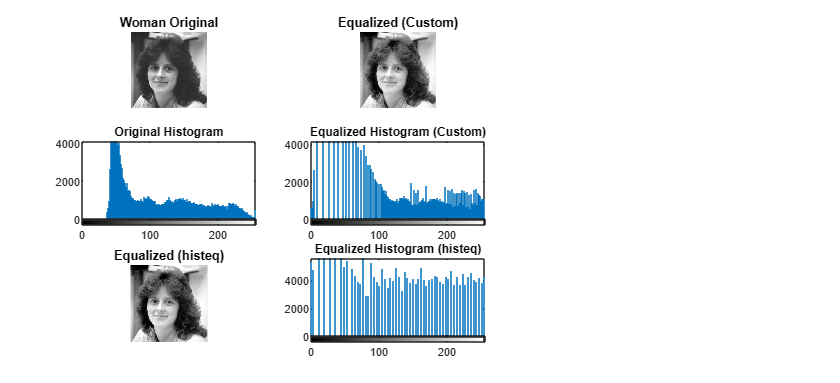 Woman Original
Equalized (Custom)
Original Histogram
4000
2000
0
0 100 200
Equalized Histogram (Custom)
4000
2000
0
0 100 200
Equalized (histeq)
Equalized Histogram (histeq)
4000
2000
0
0 100 200